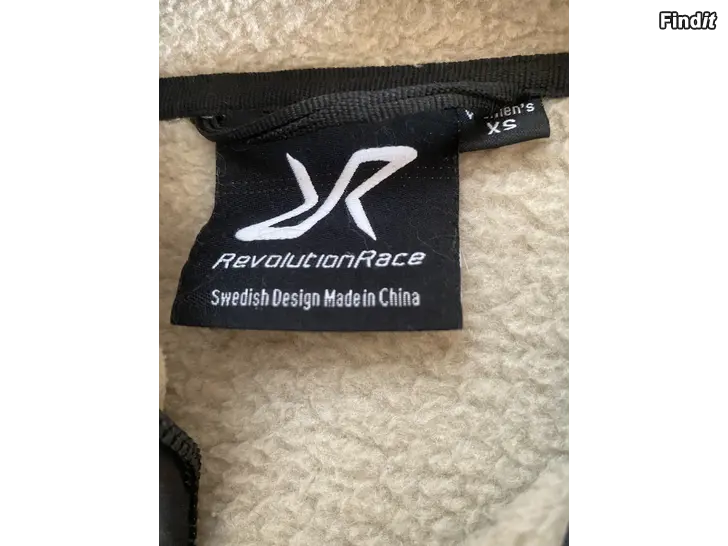 Findit
XS
RevolutionRace
Swedish Design Made in China